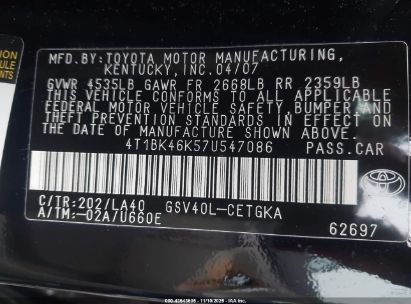 MFD.BY:TOYOTA MOTOR MANUFACTURING,
KENTUCKY,INC.04/07
GVWR 4535LB GAWR FR 2668LB RR 2359LB
THIS VEHICLE CONFORMS TO ALL APPLICABLE
FEDERAL MOTOR VEHICLE SAFETY, BUMPER AND
THEFT PREVENTION STANDARDS IN EFFECT ON
THE DATE OF MANUFACTURE SHOWN ABOVE.
4T1BK46K57U547086 PASS.CAR
C/TR:202/LA40 GSV40L-CETGKA
A/TM:-02A/U660E
62697
TOYOTA